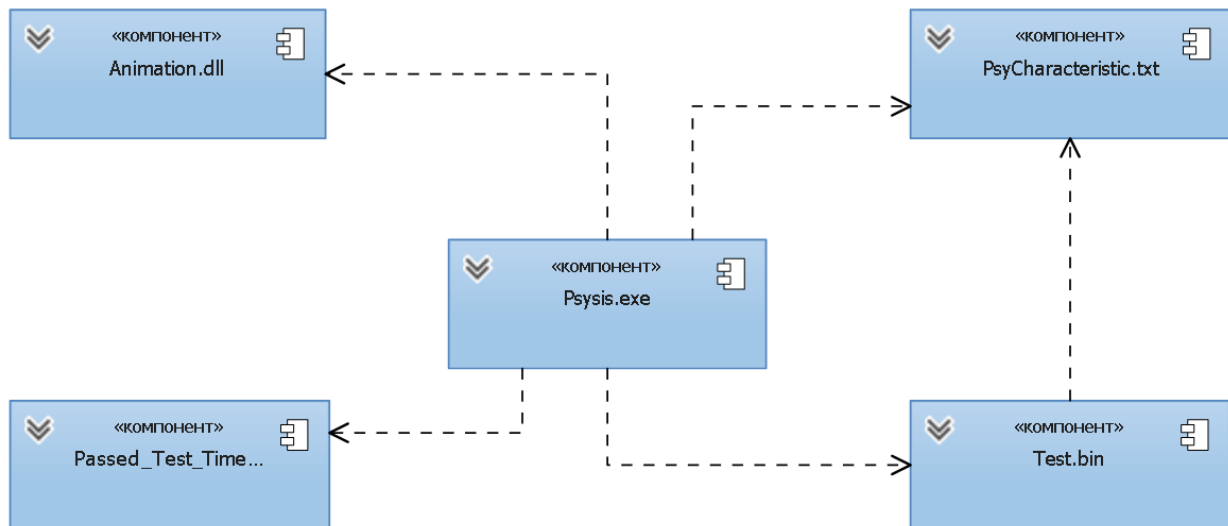 «компонент»
Animation.dll
«компонент»
PsyCharacteristic.txt
«компонент»
Psysis.exe
«компонент»
Passed_Test_Time...
«компонент»
Test.bin